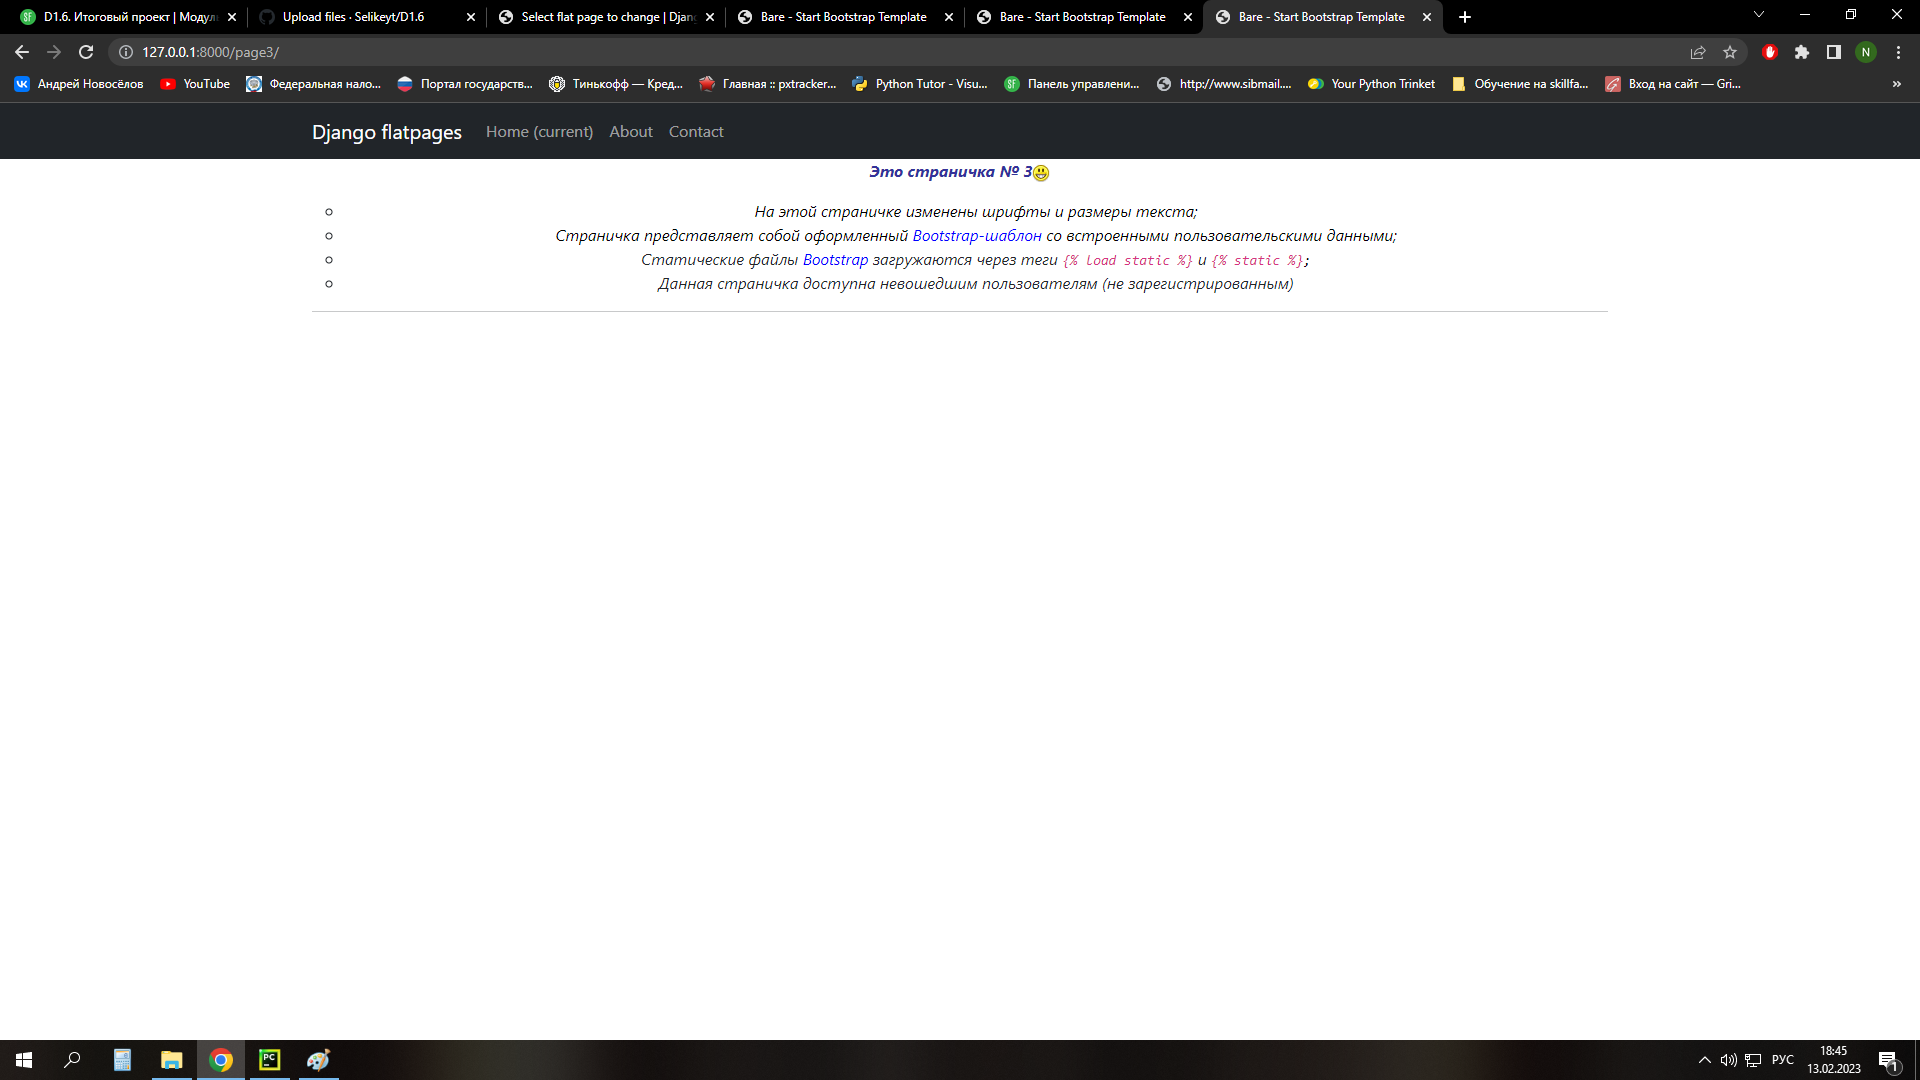 D1.6. Итоговый проект | Модул
Upload files · Selikeyt/D1.6
Select flat page to change | Djan
Bare - Start Bootstrap Template
Bare - Start Bootstrap Template
Bare - Start Bootstrap Template
127.0.0.1:8000/page3/
N
Андрей Новосёлов
YouTube
Федеральная нало...
Портал государств...
Тинькофф — Кред...
Главная :: pxtracker...
Python Tutor - Visu...
Панель управлени...
http://www.sibmail....
Your Python Trinket
Обучение на skillfa...
Вход на сайт — Gri...
»
Django flatpages
Home (current)
About
Contact
Это страничка № 3
На этой страничке изменены шрифты и размеры текста;
Страничка представляет собой оформленный Bootstrap-шаблон со встроенными пользовательскими данными;
Статические файлы Bootstrap загружаются через теги {% load static %} и {% static %};
Данная страничка доступна невошедшим пользователям (не зарегистрированным)
РУС
18:45
13.02.2023
1